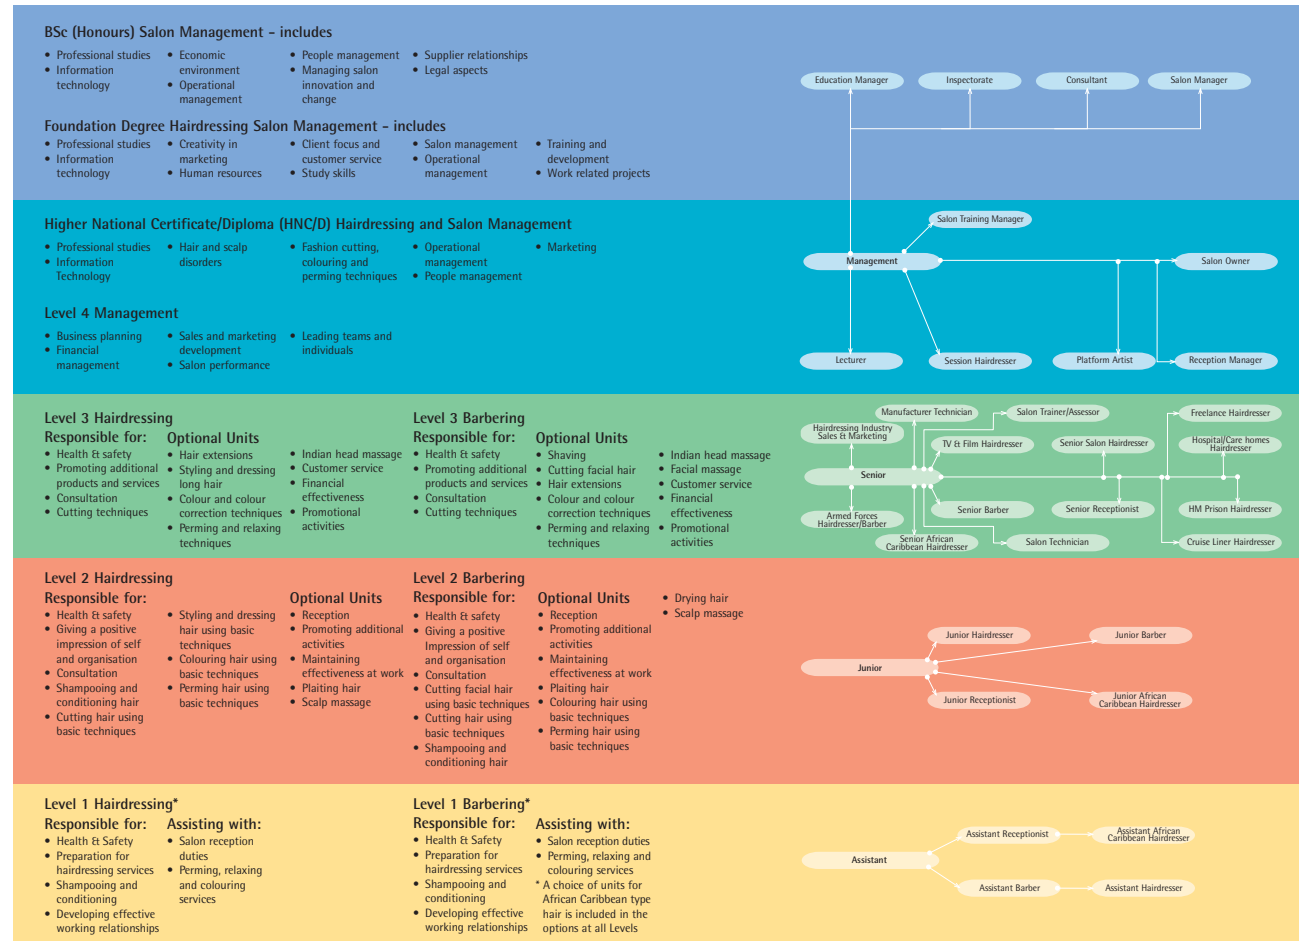 BSc (Honours) Salon Management - includes
• Professional studies
• Information
technology
• Economic
environment
• Operational
management
• People management
• Managing salon
innovation and
change
• Supplier relationships
• Legal aspects
Foundation Degree Hairdressing Salon Management - includes
• Professional studies
• Information
technology
• Creativity in
marketing
• Human resources
• Client focus and
customer service
• Study skills
• Salon management
• Operational
management
• Training and
development
• Work related projects
Education Manager
Inspectorate
Consultant
Salon Manager
Higher National Certificate/Diploma (HNC/D) Hairdressing and Salon Management
• Professional studies
• Information
Technology
• Hair and scalp
disorders
• Fashion cutting,
colouring and
perming techniques
• Operational
management
• People management
• Marketing
Level 4 Management
• Business planning
• Financial
management
• Sales and marketing
development
• Salon performance
• Leading teams and
individuals
Salon Training Manager
Management
Salon Owner
Lecturer
Session Hairdresser
Platform Artist
Reception Manager
Level 3 Hairdressing
Responsible for:
• Health & safety
• Promoting additional
products and services
• Consultation
• Cutting techniques
Optional Units
• Hair extensions
• Styling and dressing
long hair
• Colour and colour
correction techniques
• Perming and relaxing
techniques
• Indian head massage
• Customer service
• Financial
effectiveness
• Promotional
activities
Level 3 Barbering
Responsible for:
• Health & safety
• Promoting additional
products and services
• Consultation
• Cutting techniques
Optional Units
• Shaving
• Cutting facial hair
• Hair extensions
• Colour and colour
correction techniques
• Perming and relaxing
techniques
• Indian head massage
• Facial massage
• Customer service
• Financial
effectiveness
• Promotional
activities
Manufacturer Technician
Salon Trainer/Assessor
Freelance Hairdresser
Hairdressing Industry
Sales & Marketing
TV & Film Hairdresser
Senior Salon Hairdresser
Hospital/Care homes
Hairdresser
Senior
Armed Forces
Hairdresser/Barber
Senior Barber
Senior Receptionist
HM Prison Hairdresser
Senior African
Caribbean Hairdresser
Salon Technician
Cruise Liner Hairdresser
Level 2 Hairdressing
Responsible for:
• Health & safety
• Giving a positive
impression of self
and organisation
• Consultation
• Shampooing and
conditioning hair
• Cutting hair using
basic techniques
• Styling and dressing
hair using basic
techniques
• Colouring hair using
basic techniques
• Perming hair using
basic techniques
Optional Units
• Reception
• Promoting additional
activities
• Maintaining
effectiveness at work
• Plaiting hair
• Scalp massage
Level 2 Barbering
Responsible for:
• Health & safety
• Giving a positive
Impression of self
and organisation
• Consultation
• Cutting facial hair
using basic techniques
• Cutting hair using
basic techniques
• Shampooing and
conditioning hair
Optional Units
• Reception
• Promoting additional
activities
• Maintaining
effectiveness at work
• Plaiting hair
• Colouring hair using
basic techniques
• Perming hair using
basic techniques
• Drying hair
• Scalp massage
Junior Hairdresser
Junior Barber
Junior
Junior Receptionist
Junior African
Caribbean Hairdresser
Level 1 Hairdressing*
Responsible for:
• Health & Safety
• Preparation for
hairdressing services
• Shampooing and
conditioning
• Developing effective
working relationships
Assisting with:
• Salon reception
duties
• Perming, relaxing
and colouring
services
Level 1 Barbering*
Responsible for:
• Health & Safety
• Preparation for
hairdressing services
• Shampooing and
conditioning
• Developing effective
working relationships
Assisting with:
• Salon reception duties
• Perming, relaxing and
colouring services
* A choice of units for
African Caribbean type
hair is included in the
options at all Levels
Assistant Receptionist
Assistant African
Caribbean Hairdresser
Assistant
Assistant Barber
Assistant Hairdresser